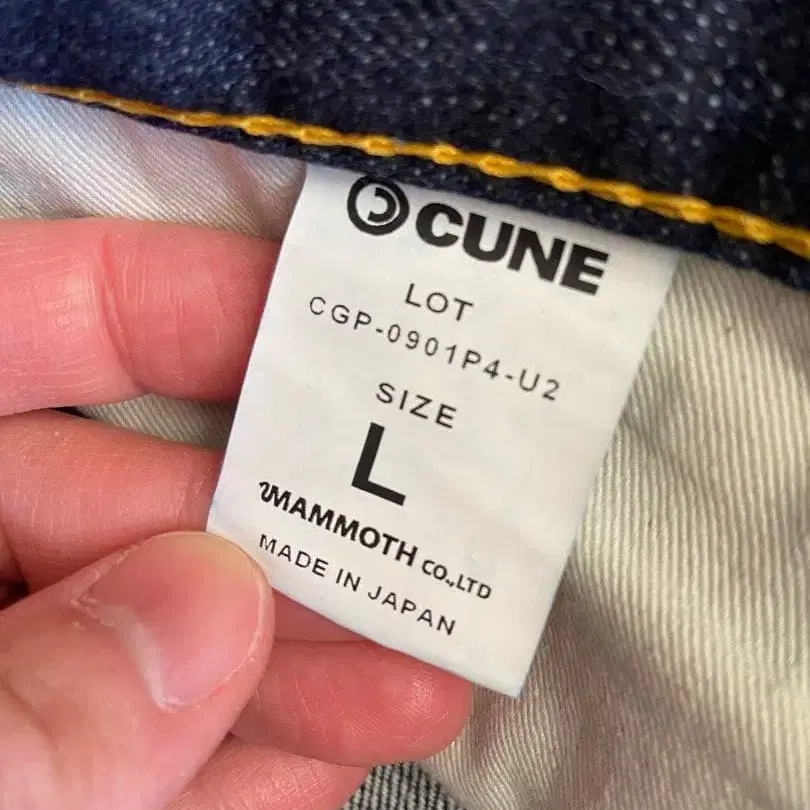 CUNE
LOT
CGP-0901P4-U2
SIZE
L
MAMMOTH CO.,LTD
MADE IN JAPAN